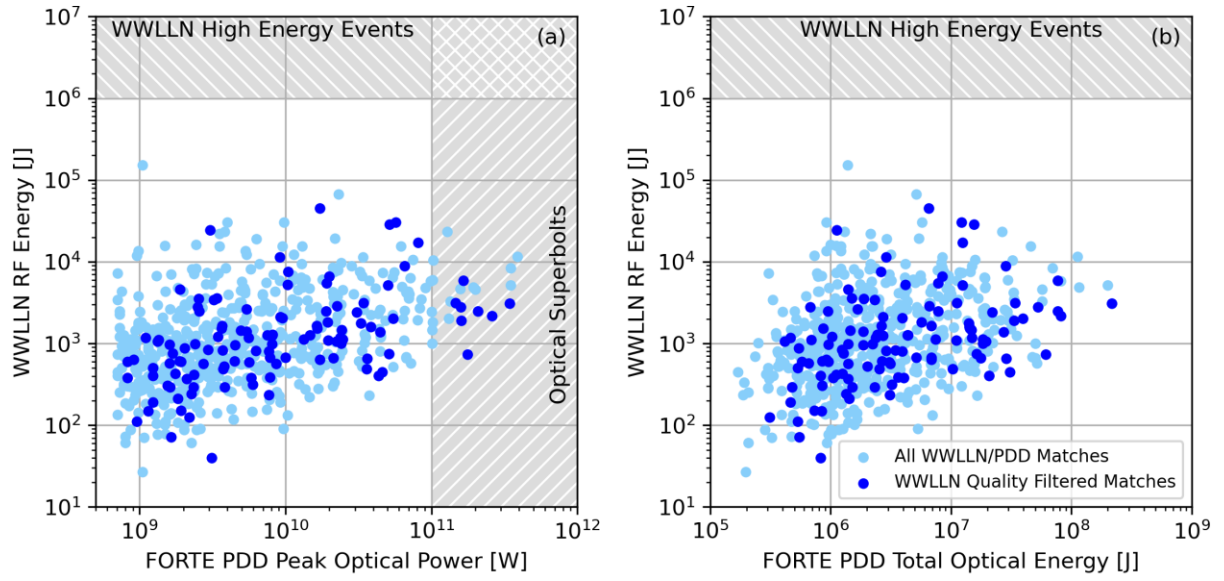 WWLLN High Energy Events
(a)
Optical Superbolts
WWLLN RF Energy [J]
10^7
10^6
10^5
10^4
10^3
10^2
10^1
10^9
10^10
10^11
10^12
FORTE PDD Peak Optical Power [W]
WWLLN High Energy Events
(b)
WWLLN RF Energy [J]
10^7
10^6
10^5
10^4
10^3
10^2
10^1
All WWLLN/PDD Matches
WWLLN Quality Filtered Matches
10^5
10^6
10^7
10^8
10^9
FORTE PDD Total Optical Energy [J]